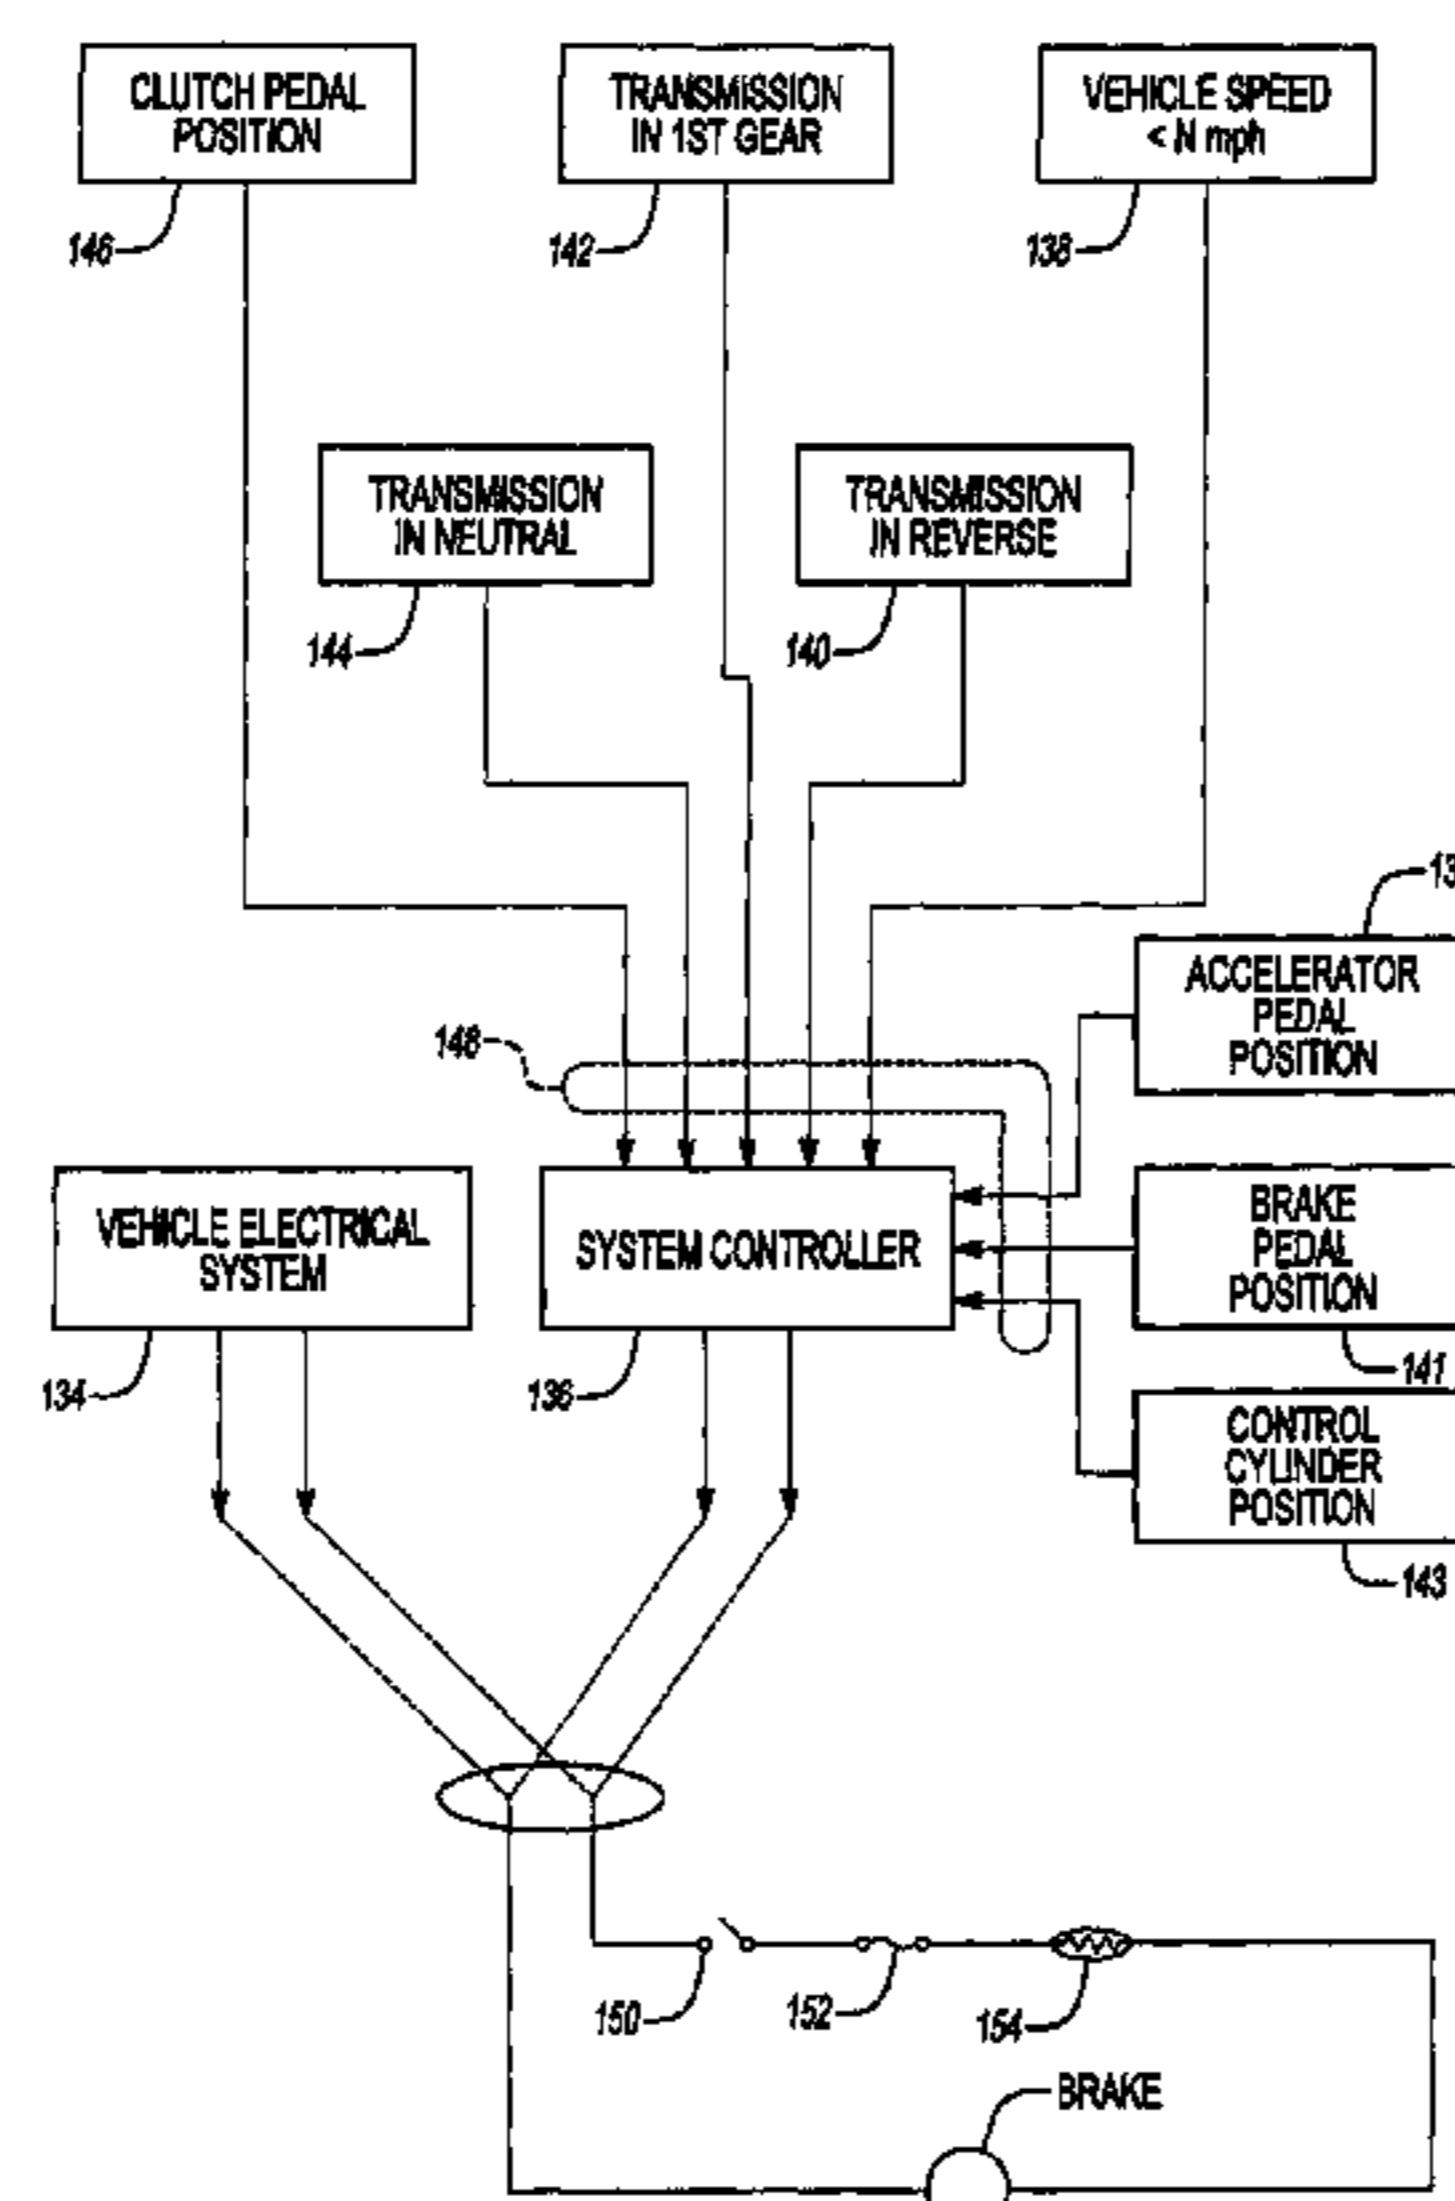 CLUTCH PEDAL
POSITION
TRANSMISSION
IN 1ST GEAR
VEHICLE SPEED
< N mph
146
142
138
TRANSMISSION
IN NEUTRAL
TRANSMISSION
IN REVERSE
144
140
13
ACCELERATOR
PEDAL
POSITION
148
VEHICLE ELECTRICAL
SYSTEM
SYSTEM CONTROLLER
BRAKE
PEDAL
POSITION
134
136
141
CONTROL
CYLINDER
POSITION
143
150
152
154
BRAKE